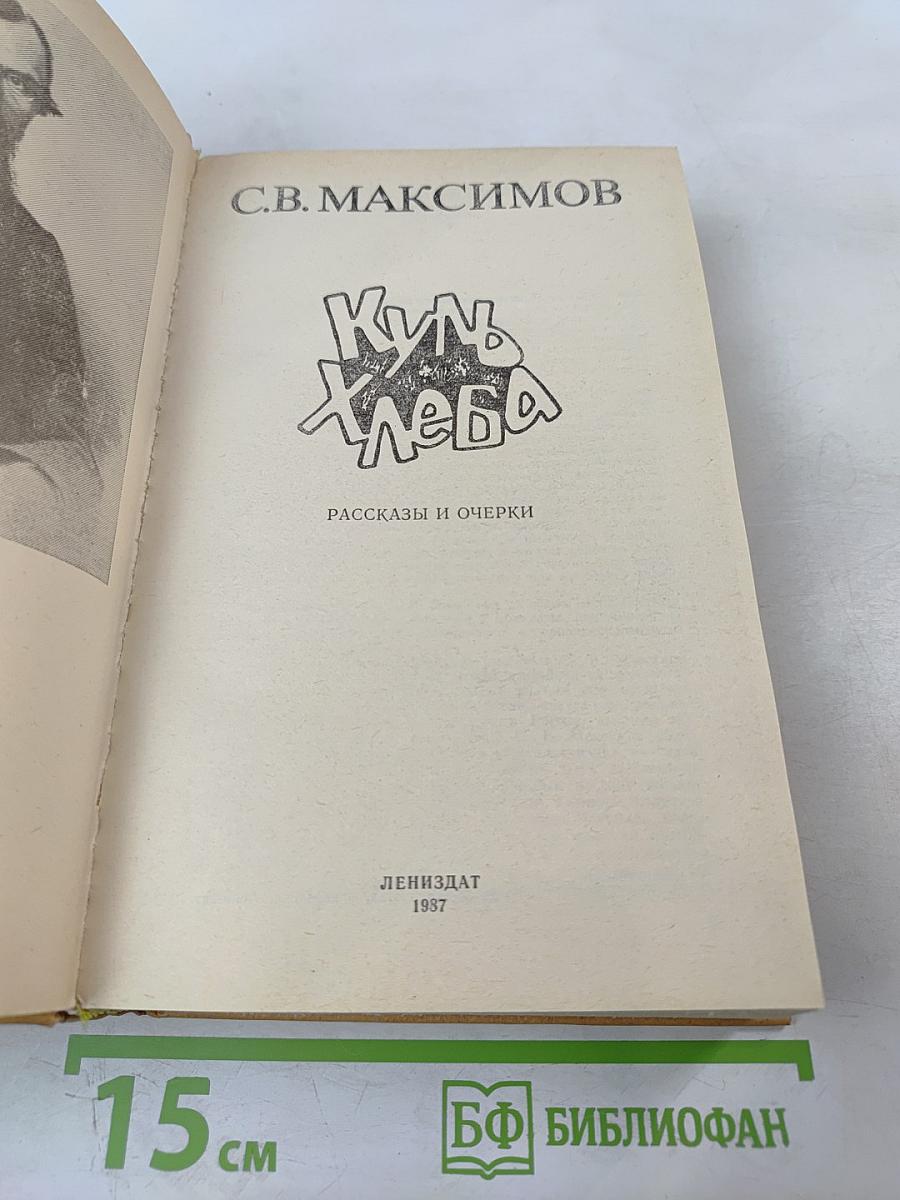 С.В. МАКСИМОВ
Куль
Хлеба
РАССКАЗЫ И ОЧЕРКИ
ЛЕНИЗДАТ
1987
15 см
БФ БИБЛИОФАН